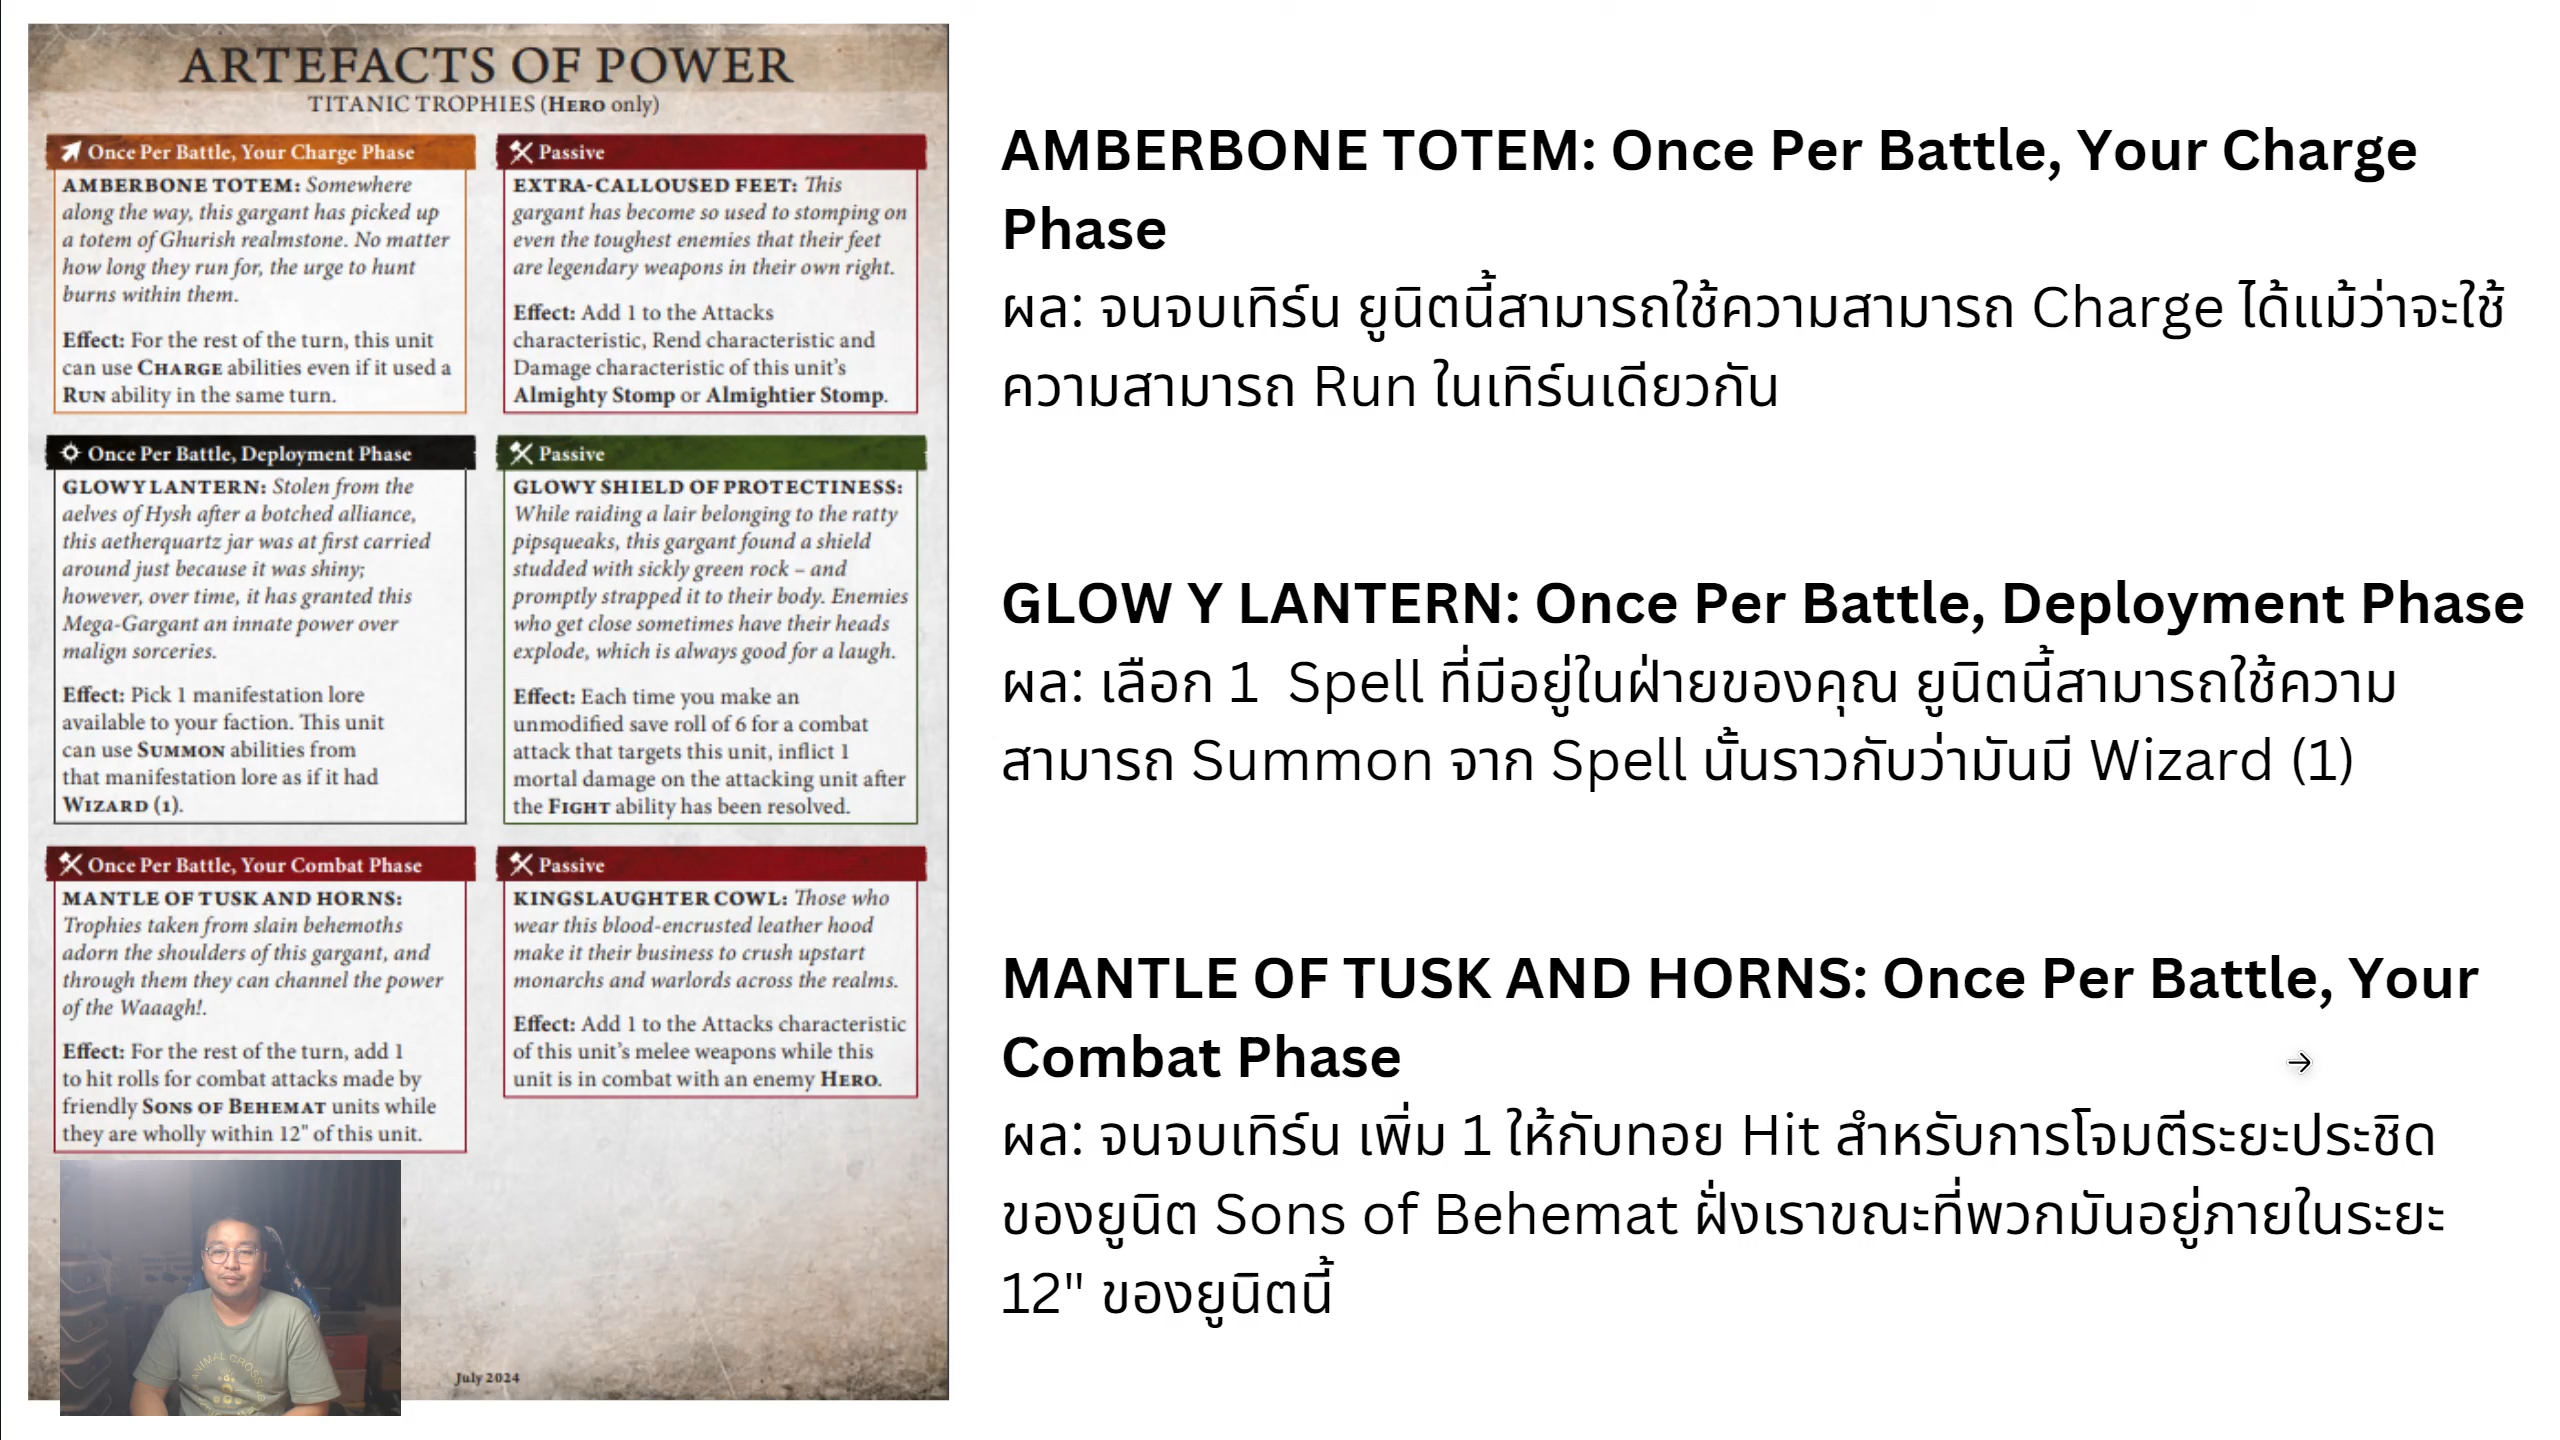 ARTEFACTS OF POWER
TITANIC TROPHIES (HERO only)
Once Per Battle, Your Charge Phase
AMBERBONE TOTEM: Somewhere
along the way, this gargant has picked up
a totem of Ghurish realmstone. No matter
how long they run for, the urge to hunt
burns within them.
Effect: For the rest of the turn, this unit
can use CHARGE abilities even if it used a
RUN ability in the same turn.
Passive
EXTRA-CALLOUSED FEET: This
gargant has become so used to stomping on
even the toughest enemies that their feet
are legendary weapons in their own right.
Effect: Add 1 to the Attacks
characteristic, Rend characteristic and
Damage characteristic of this unit's
Almighty Stomp or Almightier Stomp.
Once Per Battle, Deployment Phase
GLOWY LANTERN: Stolen from the
aelves of Hysh after a botched alliance,
this aetherquartz jar was at first carried
around just because it was shiny;
however, over time, it has granted this
Mega-Gargant an innate power over
malign sorceries.
Effect: Pick 1 manifestation lore
available to your faction. This unit
can use SUMMON abilities from
that manifestation lore as if it had
WIZARD (1).
Passive
GLOWY SHIELD OF PROTECTINESS:
While raiding a lair belonging to the ratty
pipsqueaks, this gargant found a shield
studded with sickly green rock – and
promptly strapped it to their body. Enemies
who get close sometimes have their heads
explode, which is always good for a laugh.
Effect: Each time you make an
unmodified save roll of 6 for a combat
attack that targets this unit, inflict 1
mortal damage on the attacking unit after
the FIGHT ability has been resolved.
Once Per Battle, Your Combat Phase
MANTLE OF TUSK AND HORNS:
Trophies taken from slain behemoths
adorn the shoulders of this gargant, and
through them they can channel the power
of the Waaagh!.
Effect: For the rest of the turn, add 1
to hit rolls for combat attacks made by
friendly SONS OF BEHEMAT units while
they are wholly within 12" of this unit.
Passive
KINGSLAUGHTER COWL: Those who
wear this blood-encrusted leather hood
make it their business to crush upstart
monarchs and warlords across the realms.
Effect: Add 1 to the Attacks characteristic
of this unit's melee weapons while this
unit is in combat with an enemy HERO.
ANIMAL CROSSING
July 2024
AMBERBONE TOTEM: Once Per Battle, Your Charge
Phase
ผล: จนจบเทิร์น ยูนิตนี้สามารถใช้ความสามารถ Charge ได้แม้ว่าจะใช้
ความสามารถ Run ในเทิร์นเดียวกัน
GLOW Y LANTERN: Once Per Battle, Deployment Phase
ผล: เลือก 1 Spell ที่มีอยู่ในฝ่ายของคุณ ยูนิตนี้สามารถใช้ความ
สามารถ Summon จาก Spell นั้นราวกับว่ามันมี Wizard (1)
MANTLE OF TUSK AND HORNS: Once Per Battle, Your
Combat Phase
ผล: จนจบเทิร์น เพิ่ม 1 ให้กับทอย Hit สำหรับการโจมตีระยะประชิด
ของยูนิต Sons of Behemat ฝั่งเราขณะที่พวกมันอยู่ภายในระยะ
12" ของยูนิตนี้